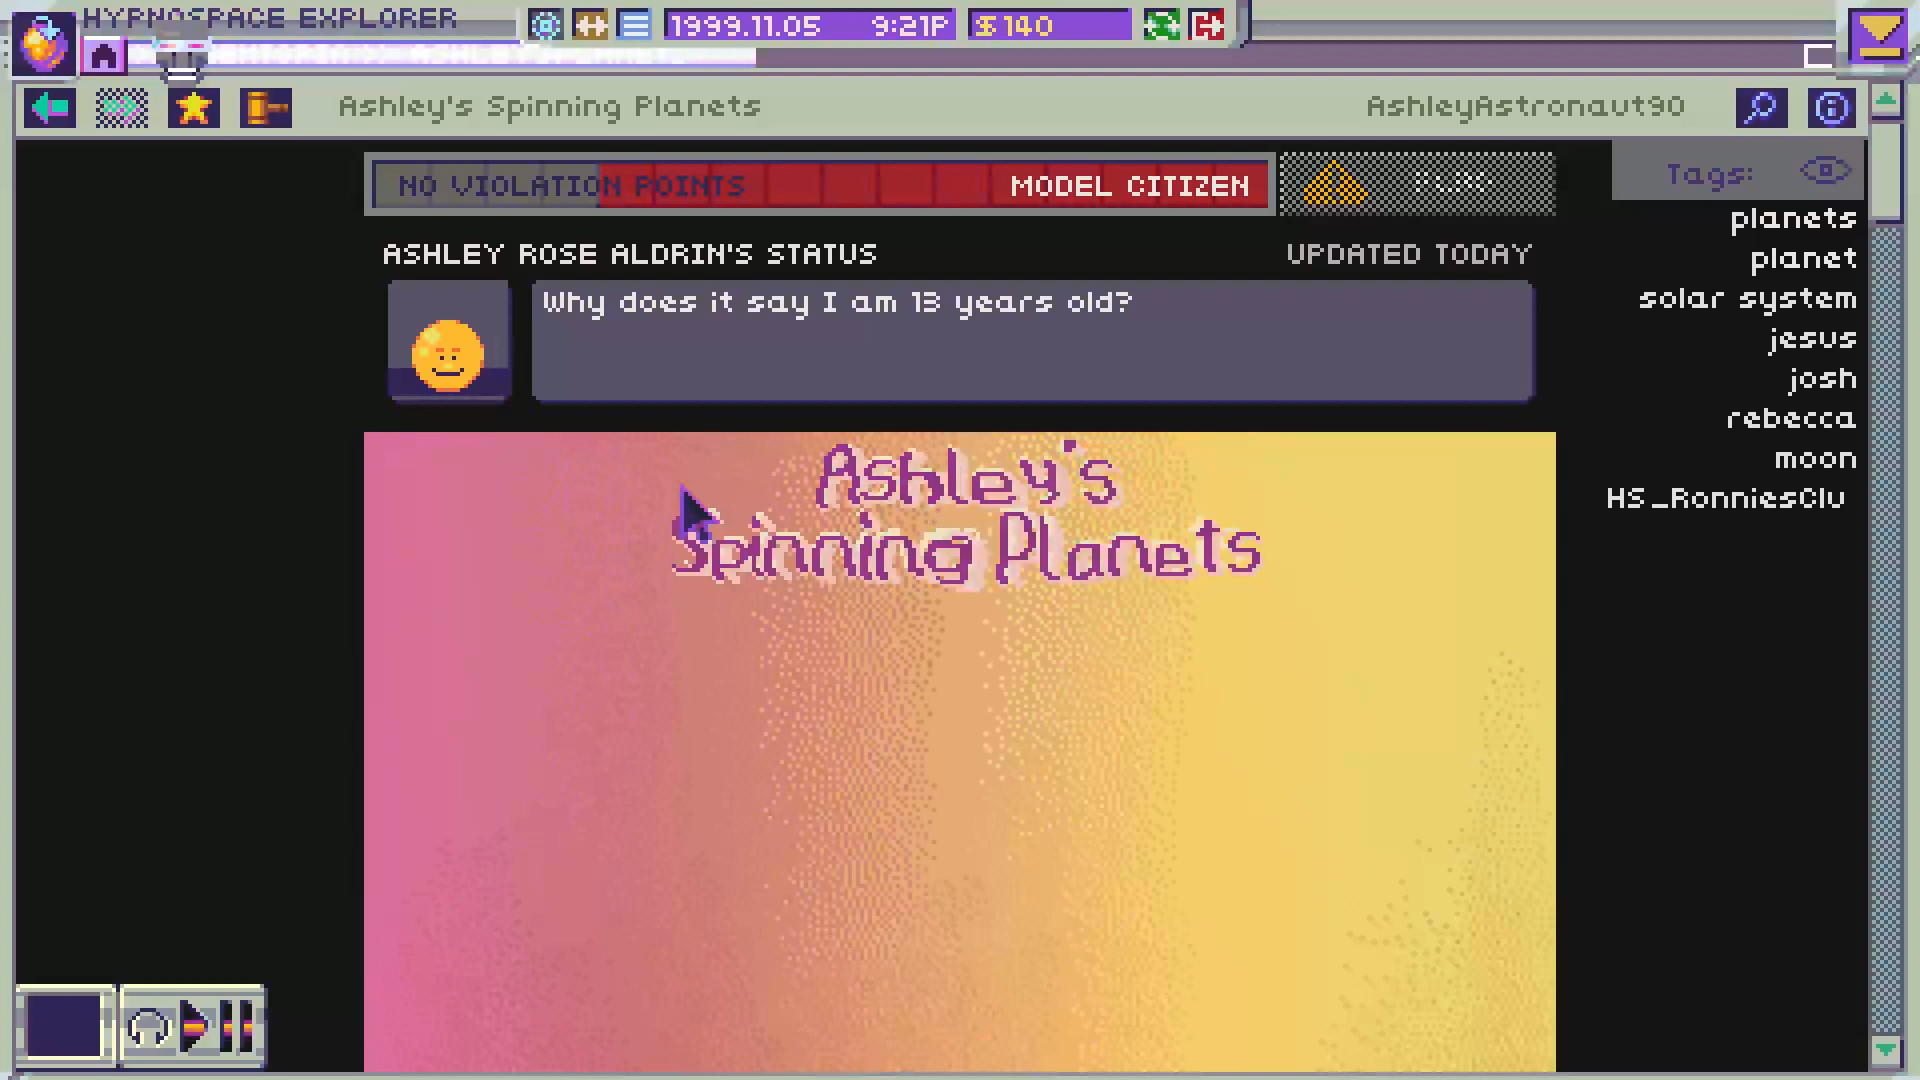 HYPNOSPACE EXPLORER
1999.11.05 9:21P
140
Ashley's Spinning Planets
AshleyAstronaut90
NO VIOLATION POINTS
MODEL CITIZEN
Tags:
planets
planet
solar system
jesus
josh
rebecca
moon
HS_RonniesClu
ASHLEY ROSE ALDRIN'S STATUS
UPDATED TODAY
Why does it say I am 13 years old?
Ashley's
Spinning Planets